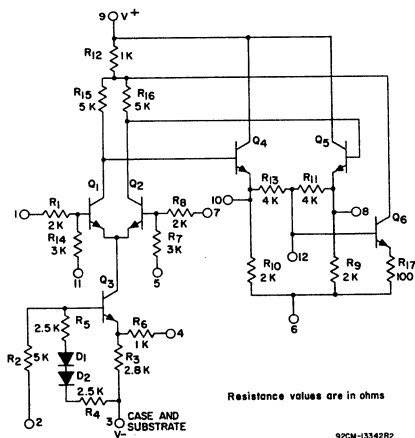 9 V+
R12
1K
R15
5K
R16
5K
Q4
Q5
Q1
Q2
R13
4K
R11
4K
Q6
10
8
12
1
R1
2K
R8
2K
7
R14
3K
R7
3K
11
5
R10
2K
R9
2K
R17
100
6
Q3
R5
2.5K
R6
1K
4
R2
5K
D1
D2
R3
2.8K
2.5K
R4
2
3
V-
CASE AND
SUBSTRATE
Resistance values are in ohms
92CM-13342R2